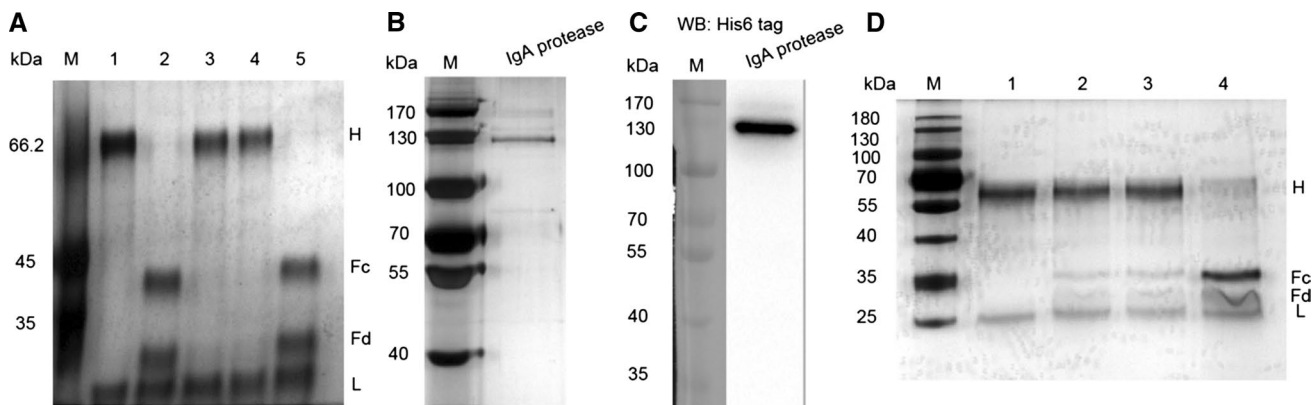 A
kDa M 1 2 3 4 5
66.2
45
35
H
Fc
Fd
L
B
IgA protease
kDa M
170
130
100
70
55
40
C
WB: His6 tag
IgA protease
kDa M
170
130
100
70
55
40
35
D
kDa M 1 2 3 4
180
130
100
70
55
40
35
25
H
Fc
Fd
L